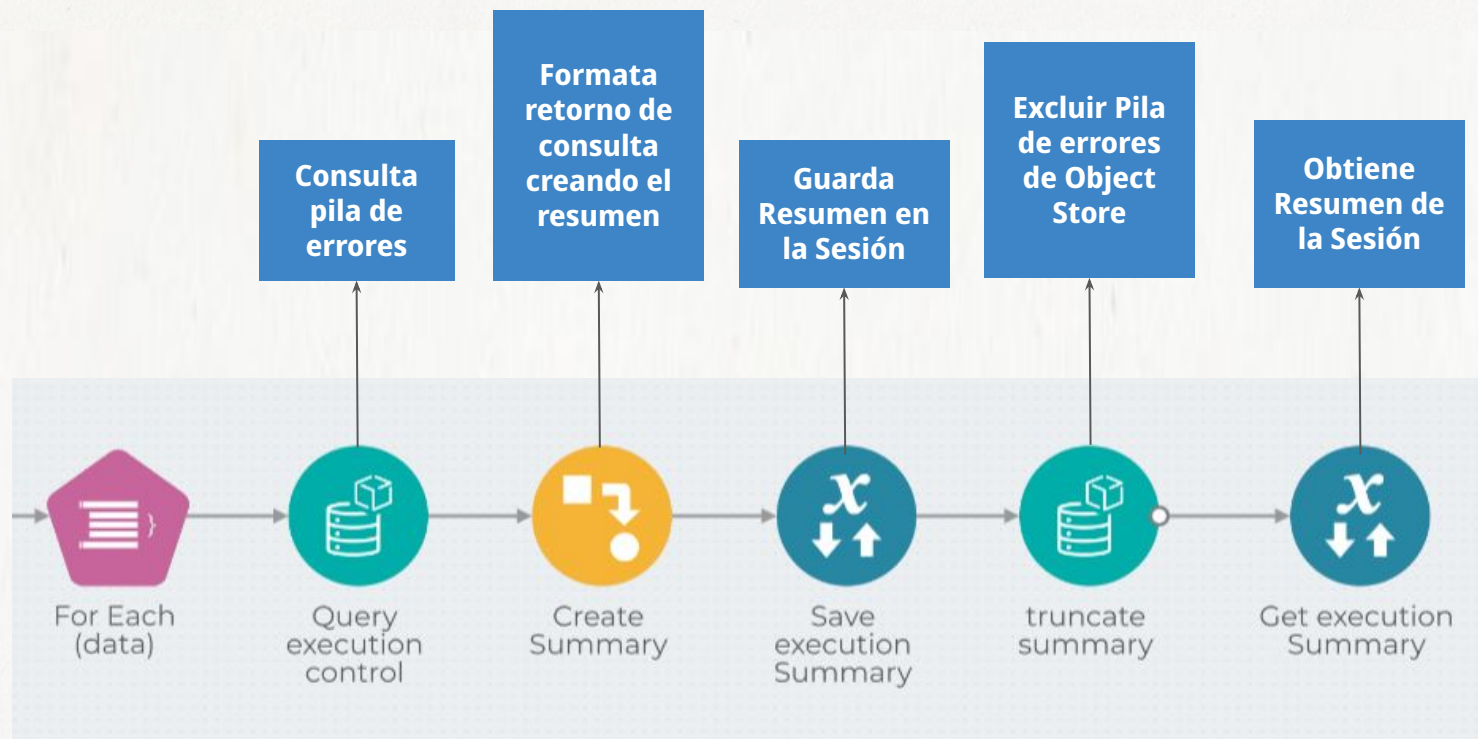 Consulta
pila de
errores
Formata
retorno de
consulta
creando el
resumen
Guarda
Resumen en
la Sesión
Excluir Pila
de errores
de Object
Store
Obtiene
Resumen de
la Sesión
For Each
(data)
Query
execution
control
Create
Summary
Save
execution
Summary
truncate
summary
Get execution
Summary